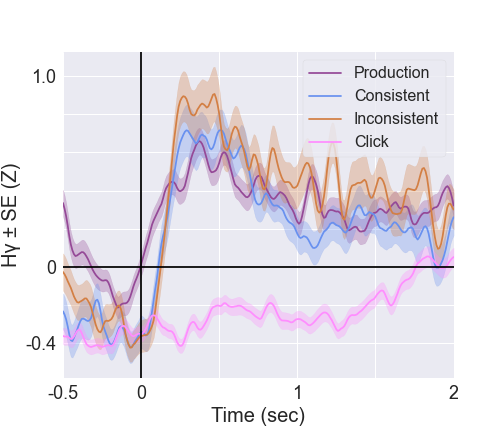 Production
Consistent
Inconsistent
Click
1.0
0
-0.4
Hγ ± SE (Z)
-0.5
0
1
2
Time (sec)